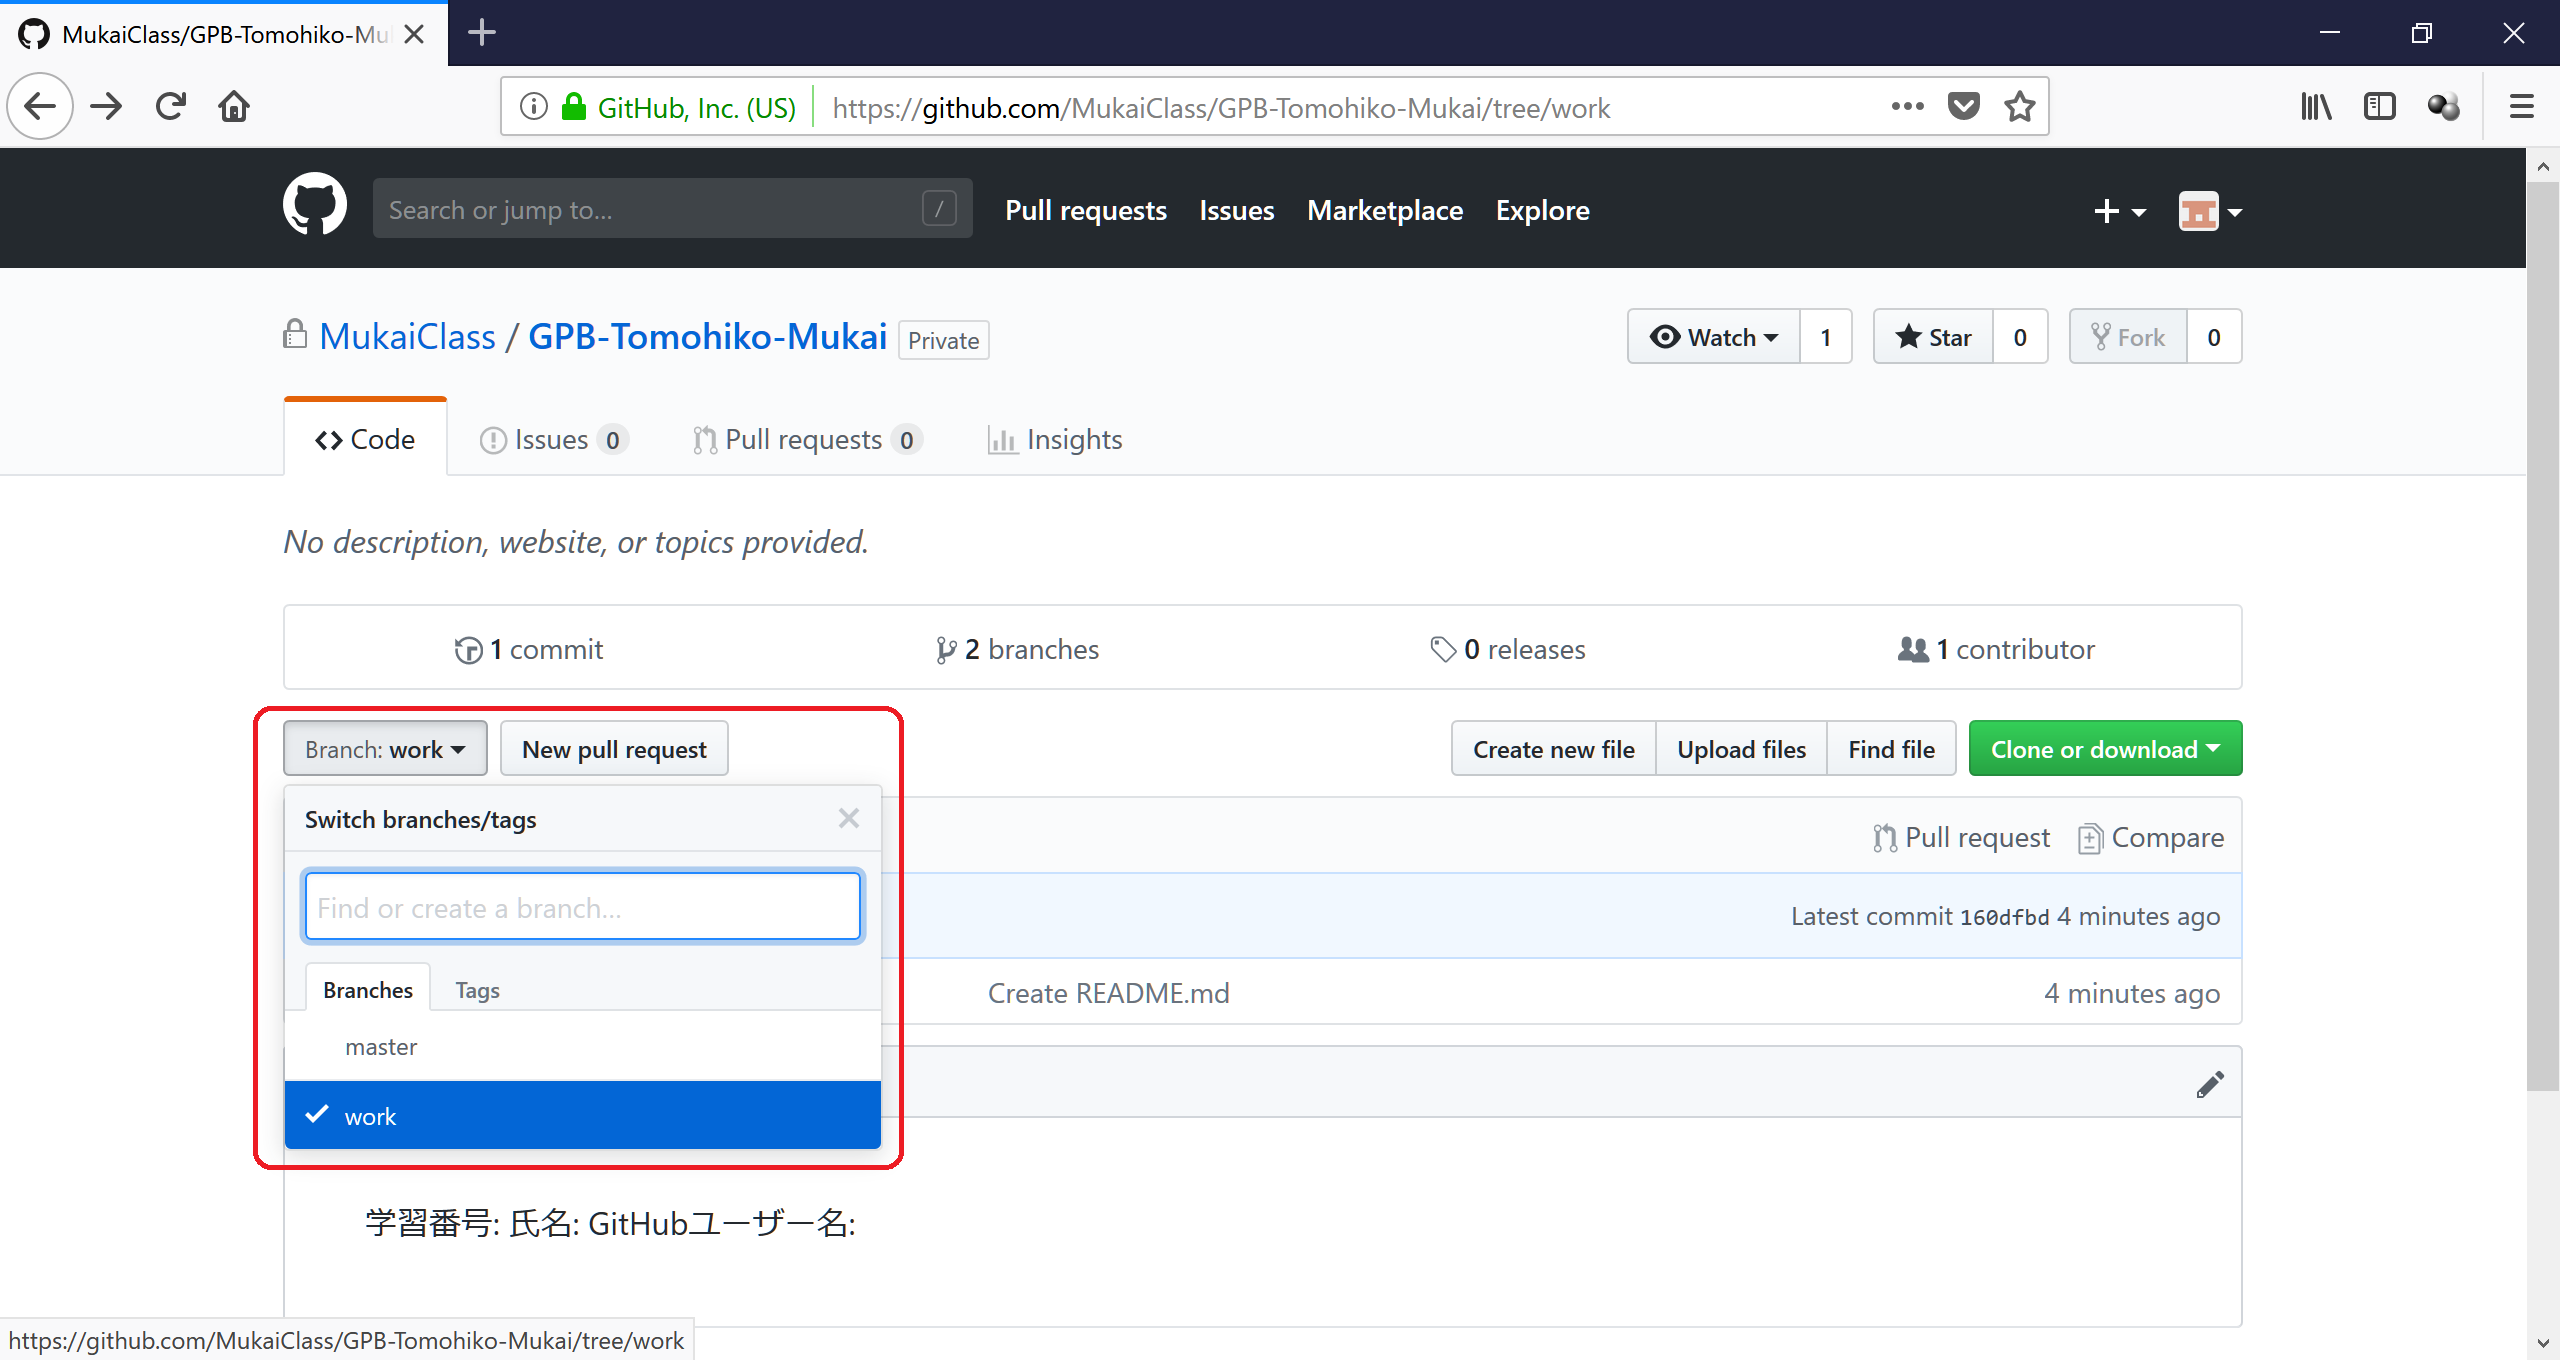 MukaiClass/GPB-Tomohiko-Mu
GitHub, Inc. (US) https://github.com/MukaiClass/GPB-Tomohiko-Mukai/tree/work
Search or jump to... / Pull requests Issues Marketplace Explore
MukaiClass / GPB-Tomohiko-Mukai Private Watch 1 Star 0 Fork 0
Code Issues 0 Pull requests 0 Insights
No description, website, or topics provided.
1 commit 2 branches 0 releases 1 contributor
Branch: work New pull request Create new file Upload files Find file Clone or download
Switch branches/tags
Pull request Compare
Find or create a branch...
Latest commit 160dfbd 4 minutes ago
Branches Tags
Create README.md 4 minutes ago
master
work
学習番号: 氏名: GitHubユーザー名:
https://github.com/MukaiClass/GPB-Tomohiko-Mukai/tree/work